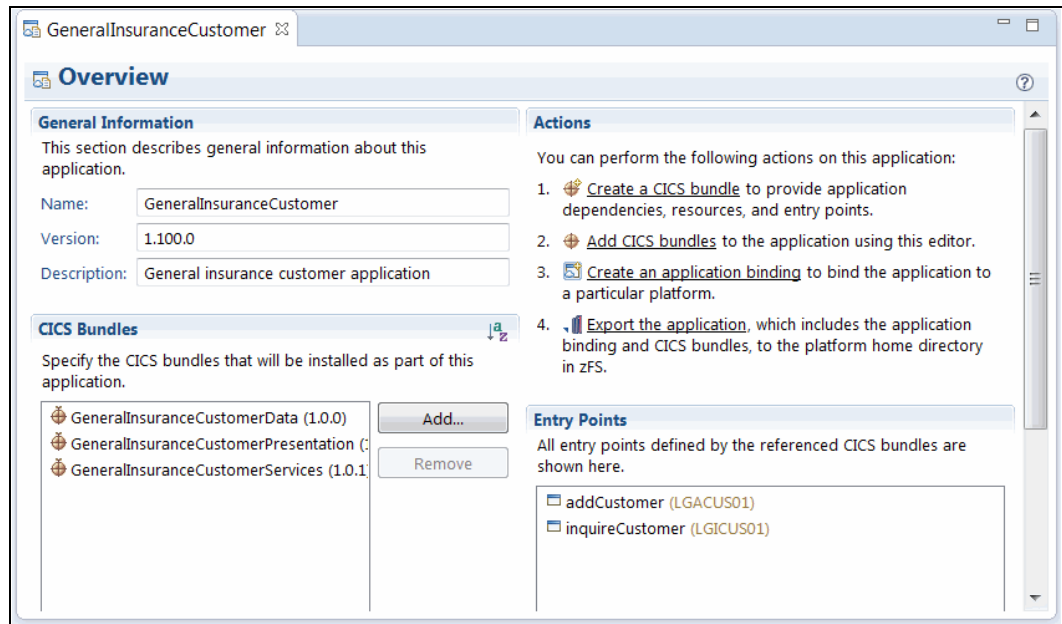 GeneralInsuranceCustomer
Overview
General Information
This section describes general information about this
application.
Name: GeneralInsuranceCustomer
Version: 1.100.0
Description: General insurance customer application
CICS Bundles
Specify the CICS bundles that will be installed as part of this
application.
GeneralInsuranceCustomerData (1.0.0)
GeneralInsuranceCustomerPresentation (
GeneralInsuranceCustomerServices (1.0.1
Add...
Remove
Actions
You can perform the following actions on this application:
1. Create a CICS bundle to provide application
dependencies, resources, and entry points.
2. Add CICS bundles to the application using this editor.
3. Create an application binding to bind the application to
a particular platform.
4. Export the application, which includes the application
binding and CICS bundles, to the platform home directory
in zFS.
Entry Points
All entry points defined by the referenced CICS bundles are
shown here.
addCustomer (LGACUS01)
inquireCustomer (LGICUS01)